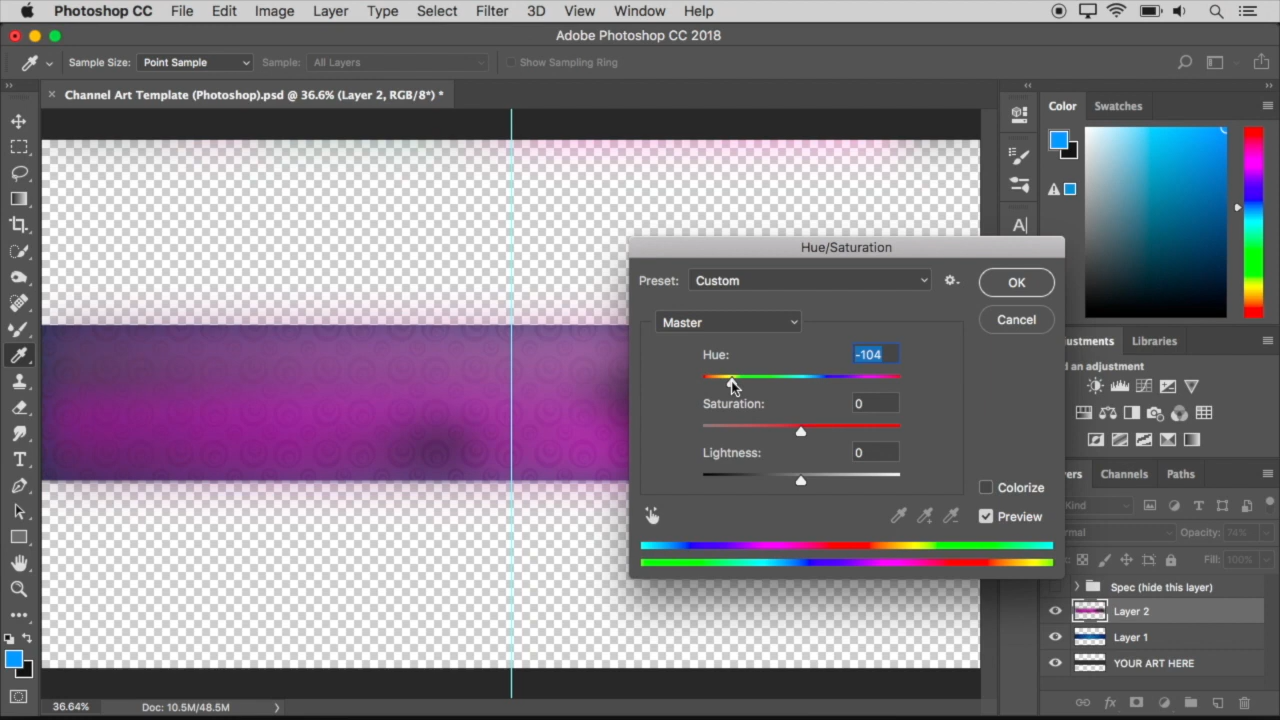 Photoshop CC File Edit Image Layer Type Select Filter 3D View Window Help
Adobe Photoshop CC 2018
Sample Size: Point Sample Sample: All Layers Show Sampling Ring
Channel Art Template (Photoshop).psd @ 36.6% (Layer 2, RGB/8*) *
Color Swatches
Hue/Saturation
Preset: Custom OK
Master Cancel
Hue: -104
Saturation: 0
Lightness: 0
Colorize
Preview
ustments Libraries
d an adjustment
yers Channels Paths
Kind
rmal Opacity: 74%
Fill: 100%
Spec (hide this layer)
Layer 2
Layer 1
YOUR ART HERE
36.64% Doc: 10.5M/48.5M